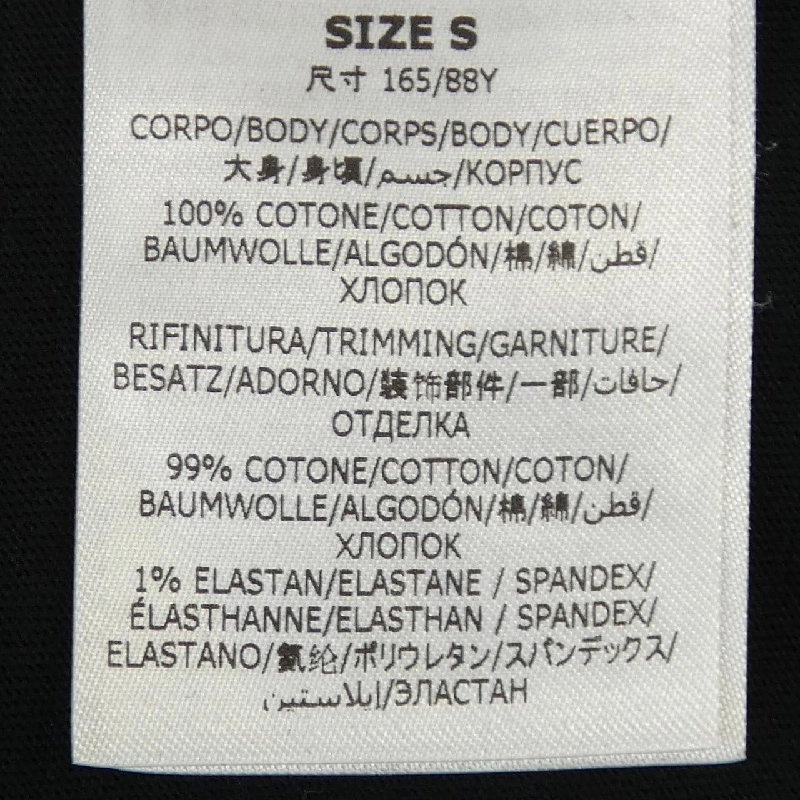 SIZE S
尺寸 165/88Y
CORPO/BODY/CORPS/BODY/CUERPO/
大身/身頃/جسم/КОРПУС
100% COTONE/COTTON/COTON/
BAUMWOLLE/ALGODÓN/棉/綿/قطن/
ХЛОПОК
RIFINITURA/TRIMMING/GARNITURE/
BESATZ/ADORNO/装饰部件/一部/حافات/
ОТДЕЛКА
99% COTONE/COTTON/COTON/
BAUMWOLLE/ALGODÓN/棉/綿/قطن/
ХЛОПОК
1% ELASTAN/ELASTANE / SPANDEX/
ÉLASTHANNE/ELASTHAN / SPANDEX/
ELASTANO/氨纶/ポリウレタン/スパンデックス/
إيلاستين/ЭЛАСТАН